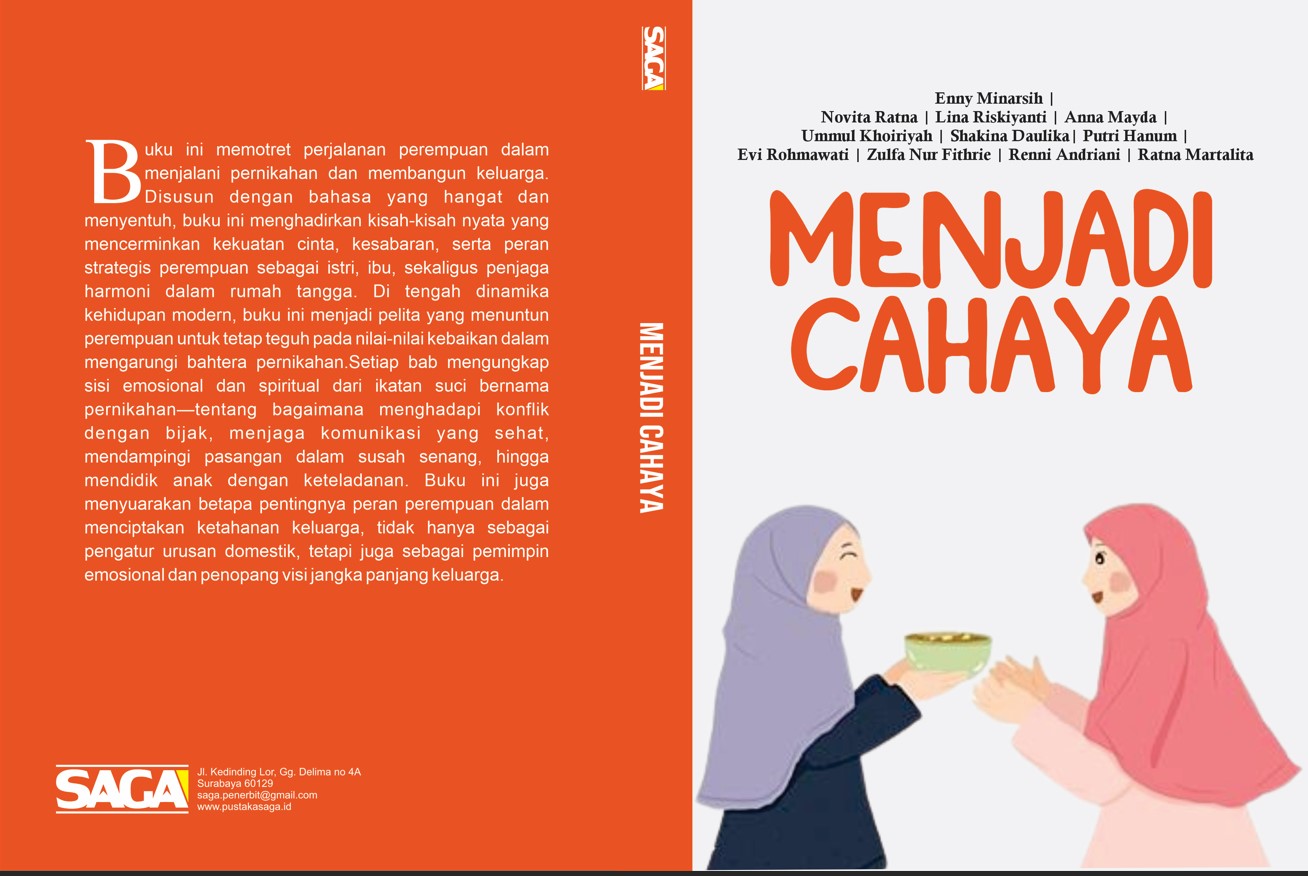 Buku ini memotret perjalanan perempuan dalam
menjalani pernikahan dan membangun keluarga.
Disusun dengan bahasa yang hangat dan
menyentuh, buku ini menghadirkan kisah-kisah nyata yang
mencerminkan kekuatan cinta, kesabaran, serta peran
strategis perempuan sebagai istri, ibu, sekaligus penjaga
harmoni dalam rumah tangga. Di tengah dinamika
kehidupan modern, buku ini menjadi pelita yang menuntun
perempuan untuk tetap teguh pada nilai-nilai kebaikan dalam
mengarungi bahtera pernikahan.Setiap bab mengungkap
sisi emosional dan spiritual dari ikatan suci bernama
pernikahan—tentang bagaimana menghadapi konflik
dengan bijak, menjaga komunikasi yang sehat,
mendampingi pasangan dalam susah senang, hingga
mendidik anak dengan keteladanan. Buku ini juga
menyuarakan betapa pentingnya peran perempuan dalam
menciptakan ketahanan keluarga, tidak hanya sebagai
pengatur urusan domestik, tetapi juga sebagai pemimpin
emosional dan penopang visi jangka panjang keluarga.
SAGA
Jl. Kedinding Lor, Gg. Delima no 4A
Surabaya 60129
saga.penerbit@gmail.com
www.pustakasaga.id
SAGA
MENJADI CAHAYA
Enny Minarsih |
Novita Ratna | Lina Riskiyanti | Anna Mayda |
Ummul Khoiriyah | Shakina Daulika| Putri Hanum |
Evi Rohmawati | Zulfa Nur Fithrie | Renni Andriani | Ratna Martalita
MENJADI
CAHAYA